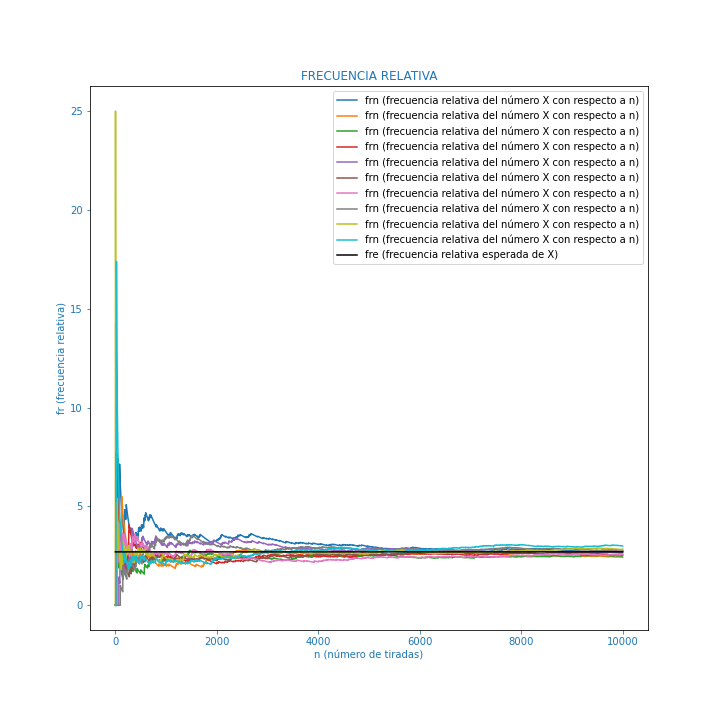 FRECUENCIA RELATIVA
frn (frecuencia relativa del número X con respecto a n)
frn (frecuencia relativa del número X con respecto a n)
frn (frecuencia relativa del número X con respecto a n)
frn (frecuencia relativa del número X con respecto a n)
frn (frecuencia relativa del número X con respecto a n)
frn (frecuencia relativa del número X con respecto a n)
frn (frecuencia relativa del número X con respecto a n)
frn (frecuencia relativa del número X con respecto a n)
frn (frecuencia relativa del número X con respecto a n)
frn (frecuencia relativa del número X con respecto a n)
fre (frecuencia relativa esperada de X)
fr (frecuencia relativa)
25
20
15
10
5
0
0 2000 4000 6000 8000 10000
n (número de tiradas)